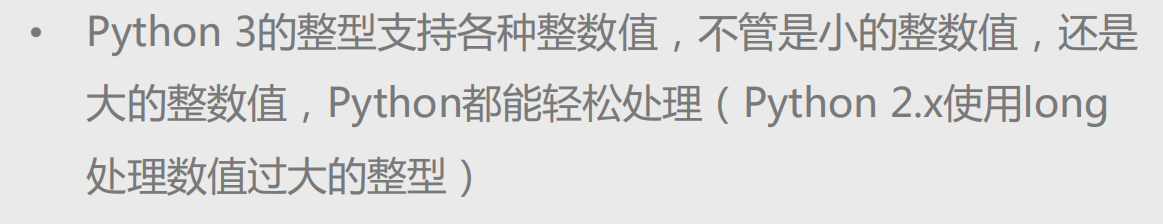 • Python 3的整型支持各种整数值，不管是小的整数值，还是
大的整数值，Python都能轻松处理（Python 2.x使用long
处理数值过大的整型）